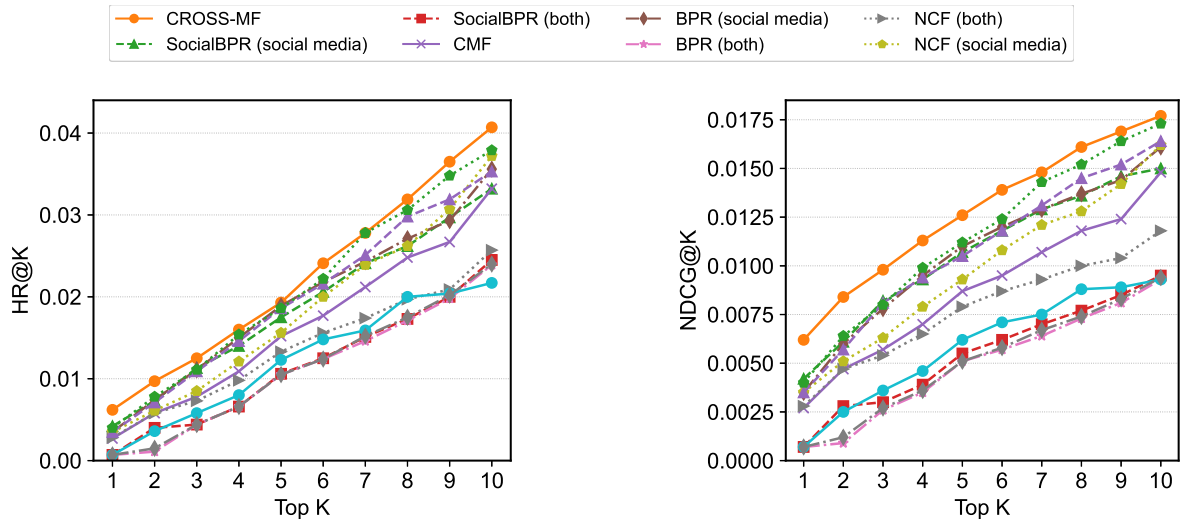 CROSS-MF SocialBPR (both) BPR (social media) NCF (both)
SocialBPR (social media) CMF BPR (both) NCF (social media)
0.04
0.03
0.02
0.01
0.00
HR@K
1 2 3 4 5 6 7 8 9 10
Top K
0.0175
0.0150
0.0125
0.0100
0.0075
0.0050
0.0025
0.0000
NDCG@K
1 2 3 4 5 6 7 8 9 10
Top K